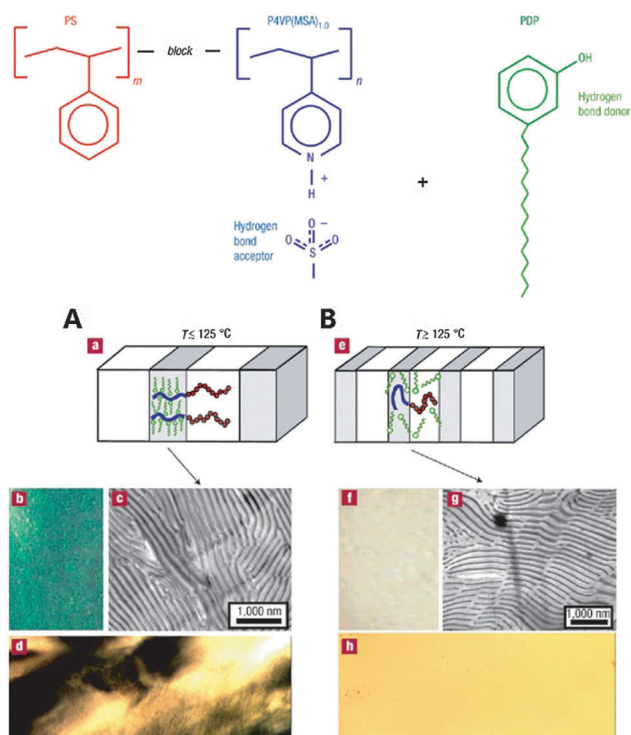 PS
P4VP(MSA)1.0
PDP
block
m
n
OH
Hydrogen
bond donor
N
H
+
+
Hydrogen
bond
acceptor
O −
O S O
A
B
T ≤ 125 °C
T ≥ 125 °C
a
e
b
c
f
g
1,000 nm
1,000 nm
d
h